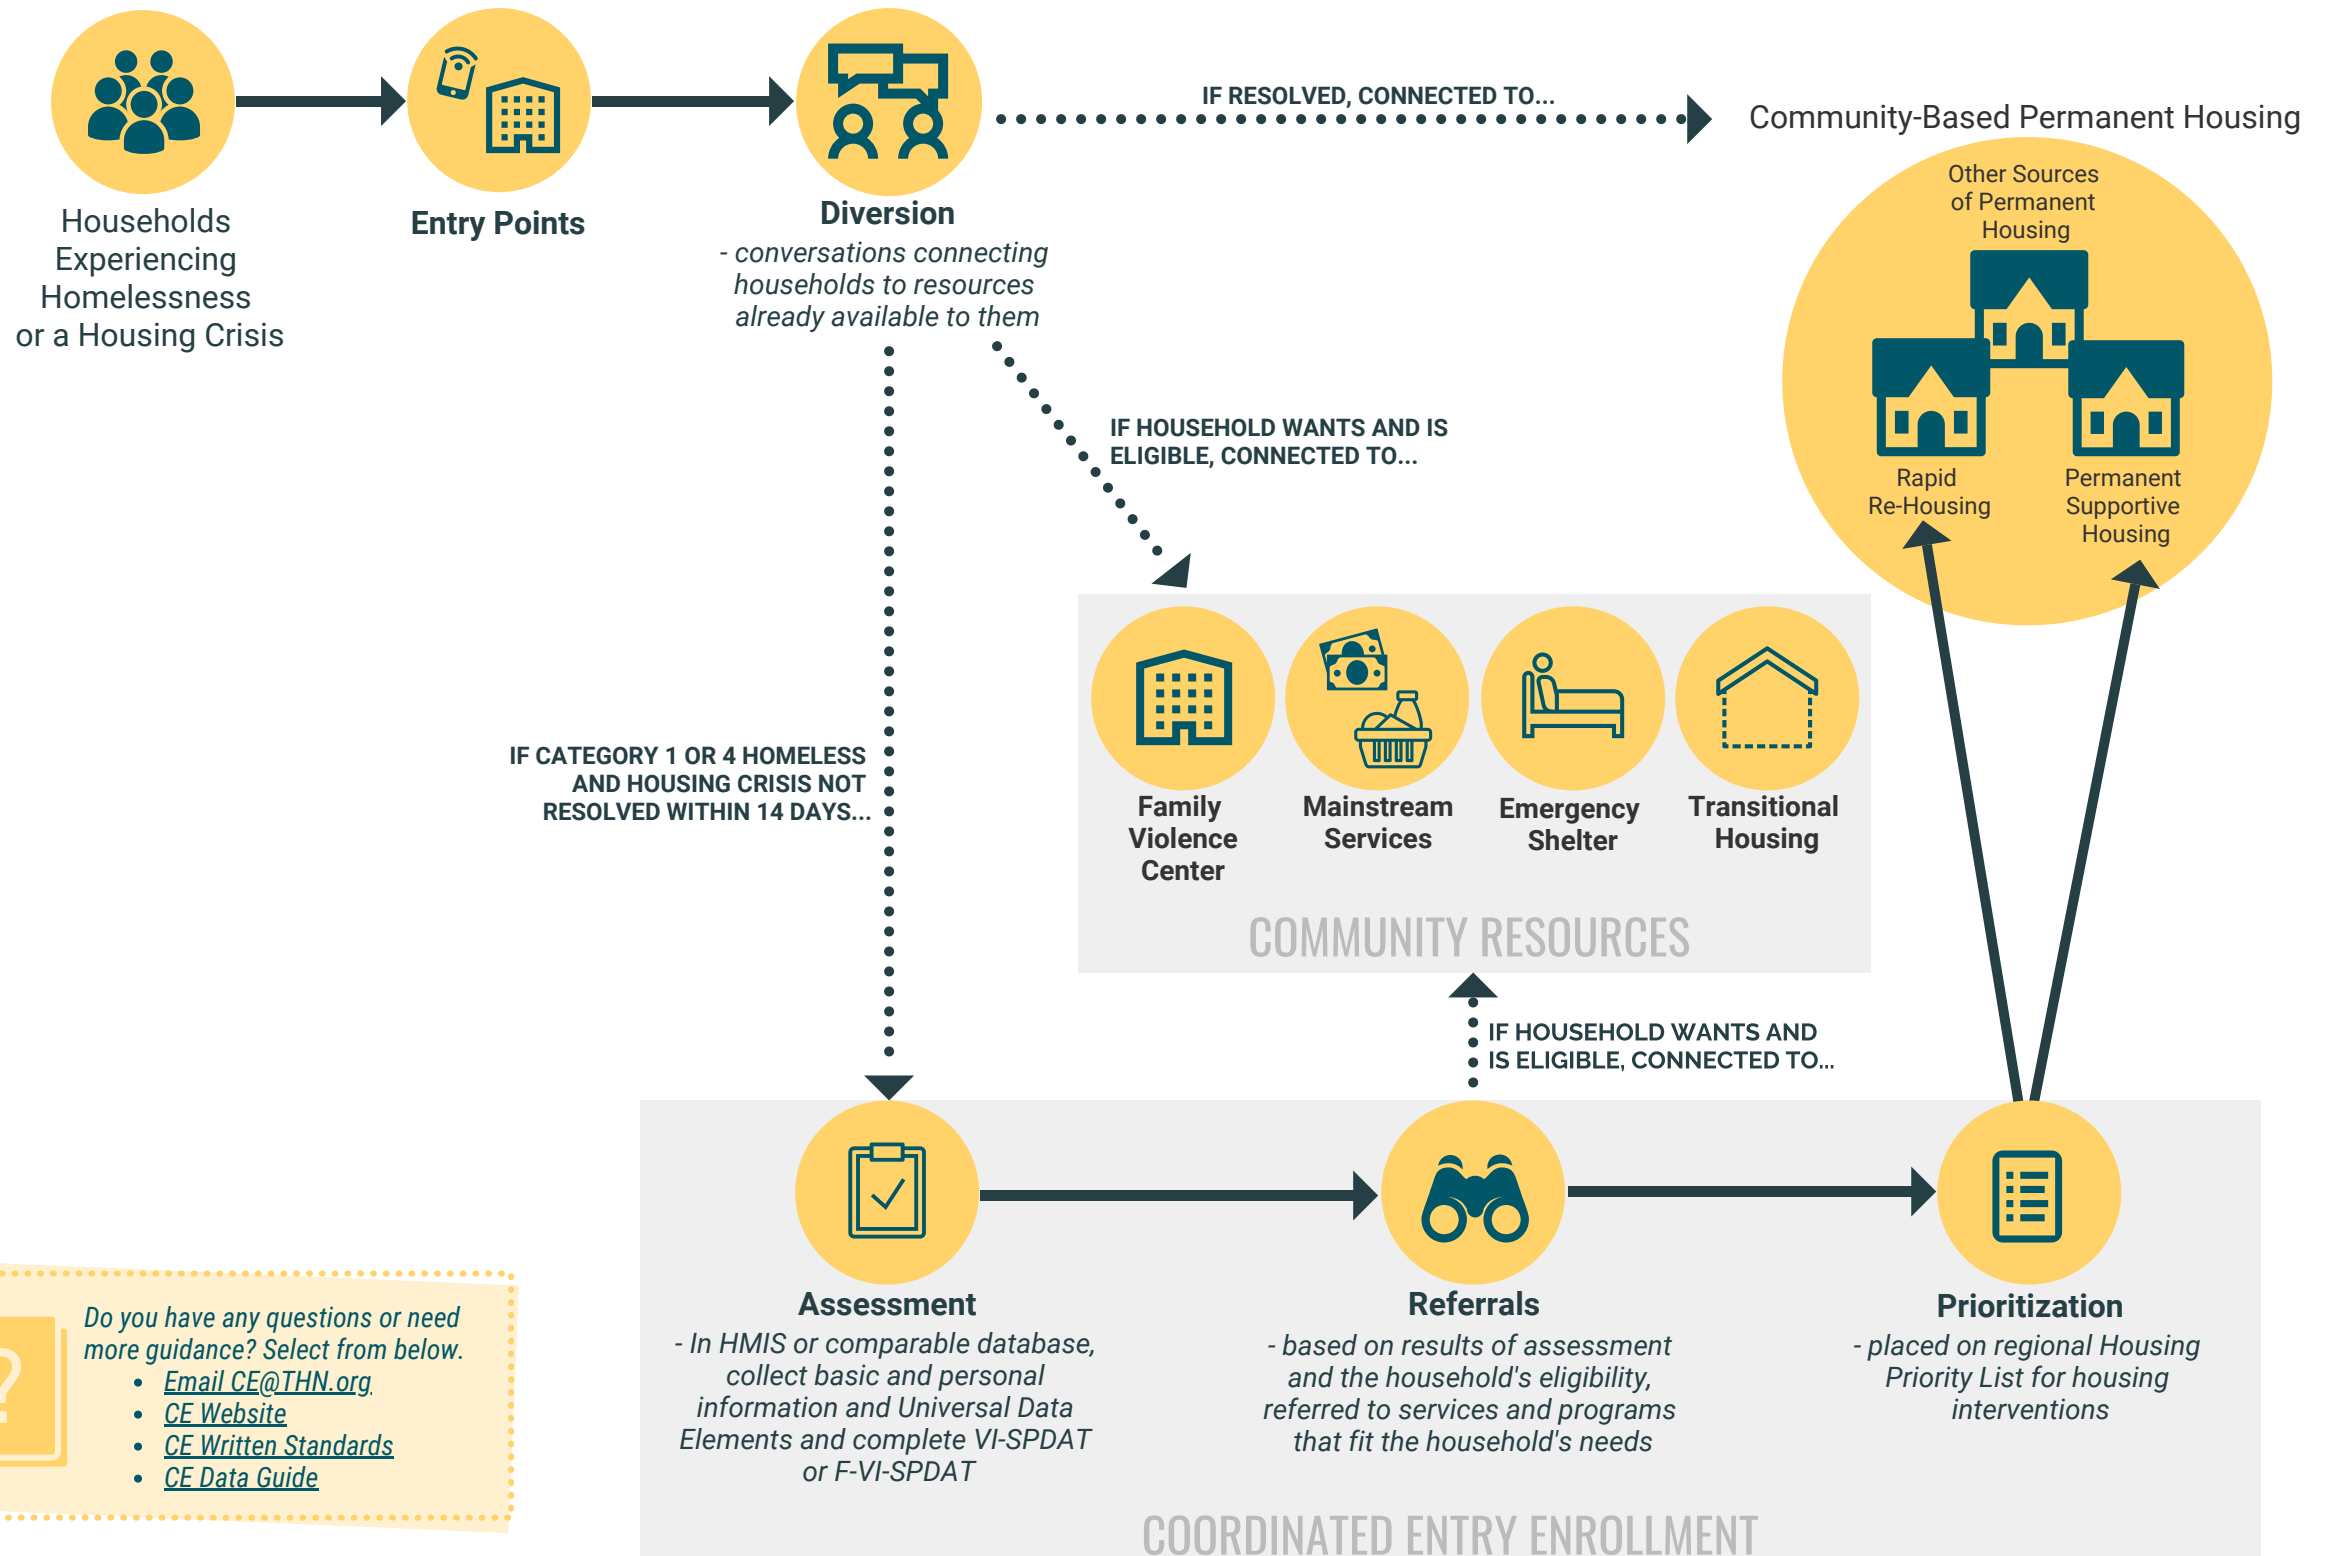 Households
Experiencing
Homelessness
or a Housing Crisis
Entry Points
Diversion
- conversations connecting
households to resources
already available to them
IF RESOLVED, CONNECTED TO...
Community-Based Permanent Housing
Other Sources
of Permanent
Housing
Rapid
Re-Housing
Permanent
Supportive
Housing
IF HOUSEHOLD WANTS AND IS
ELIGIBLE, CONNECTED TO...
IF CATEGORY 1 OR 4 HOMELESS
AND HOUSING CRISIS NOT
RESOLVED WITHIN 14 DAYS...
Family
Violence
Center
Mainstream
Services
Emergency
Shelter
Transitional
Housing
COMMUNITY RESOURCES
IF HOUSEHOLD WANTS AND
IS ELIGIBLE, CONNECTED TO...
Assessment
- In HMIS or comparable database,
collect basic and personal
information and Universal Data
Elements and complete VI-SPDAT
or F-VI-SPDAT
Referrals
- based on results of assessment
and the household's eligibility,
referred to services and programs
that fit the household's needs
Prioritization
- placed on regional Housing
Priority List for housing
interventions
COORDINATED ENTRY ENROLLMENT
?
Do you have any questions or need
more guidance? Select from below.
• Email CE@THN.org
• CE Website
• CE Written Standards
• CE Data Guide